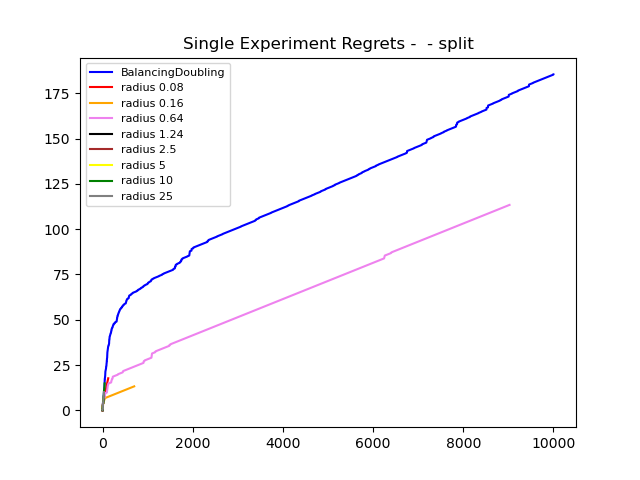 Single Experiment Regrets -  - split
BalancingDoubling
radius 0.08
radius 0.16
radius 0.64
radius 1.24
radius 2.5
radius 5
radius 10
radius 25
175
150
125
100
75
50
25
0
0 2000 4000 6000 8000 10000